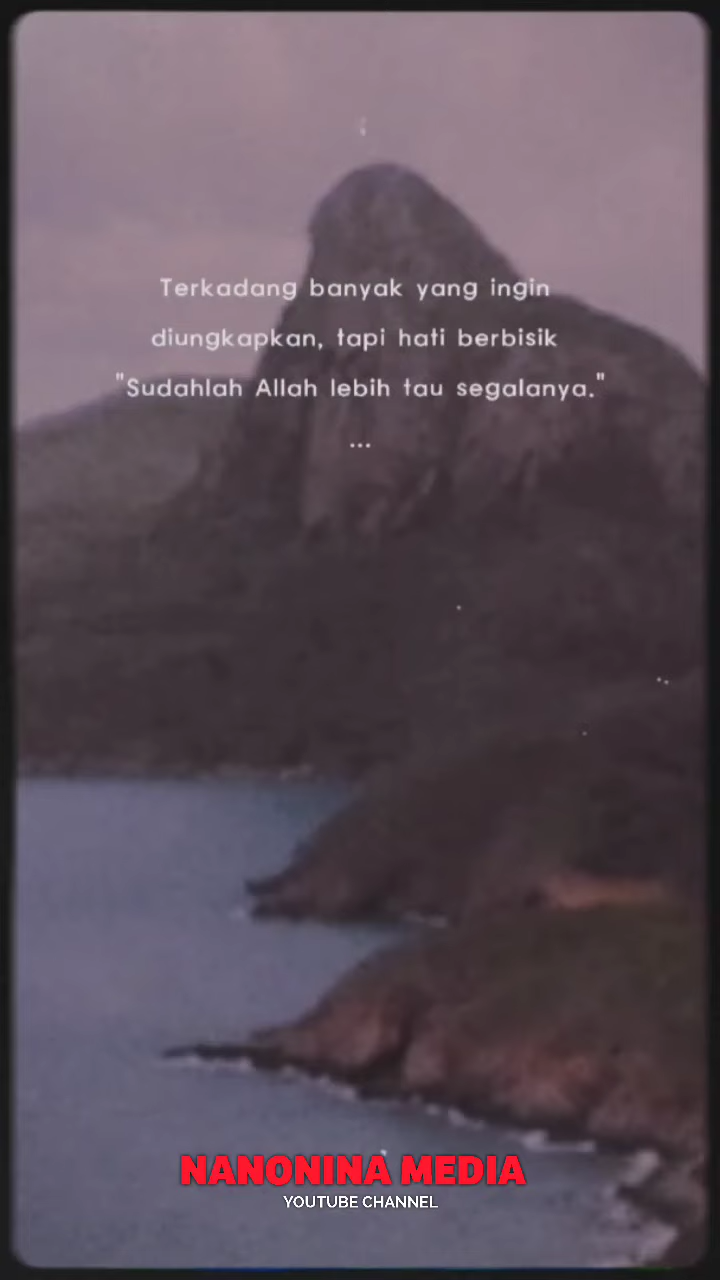 Terkadang banyak yang ingin
diungkapkan, tapi hati berbisik
"Sudahlah Allah lebih tau segalanya."
...
NANONINA MEDIA
YOUTUBE CHANNEL